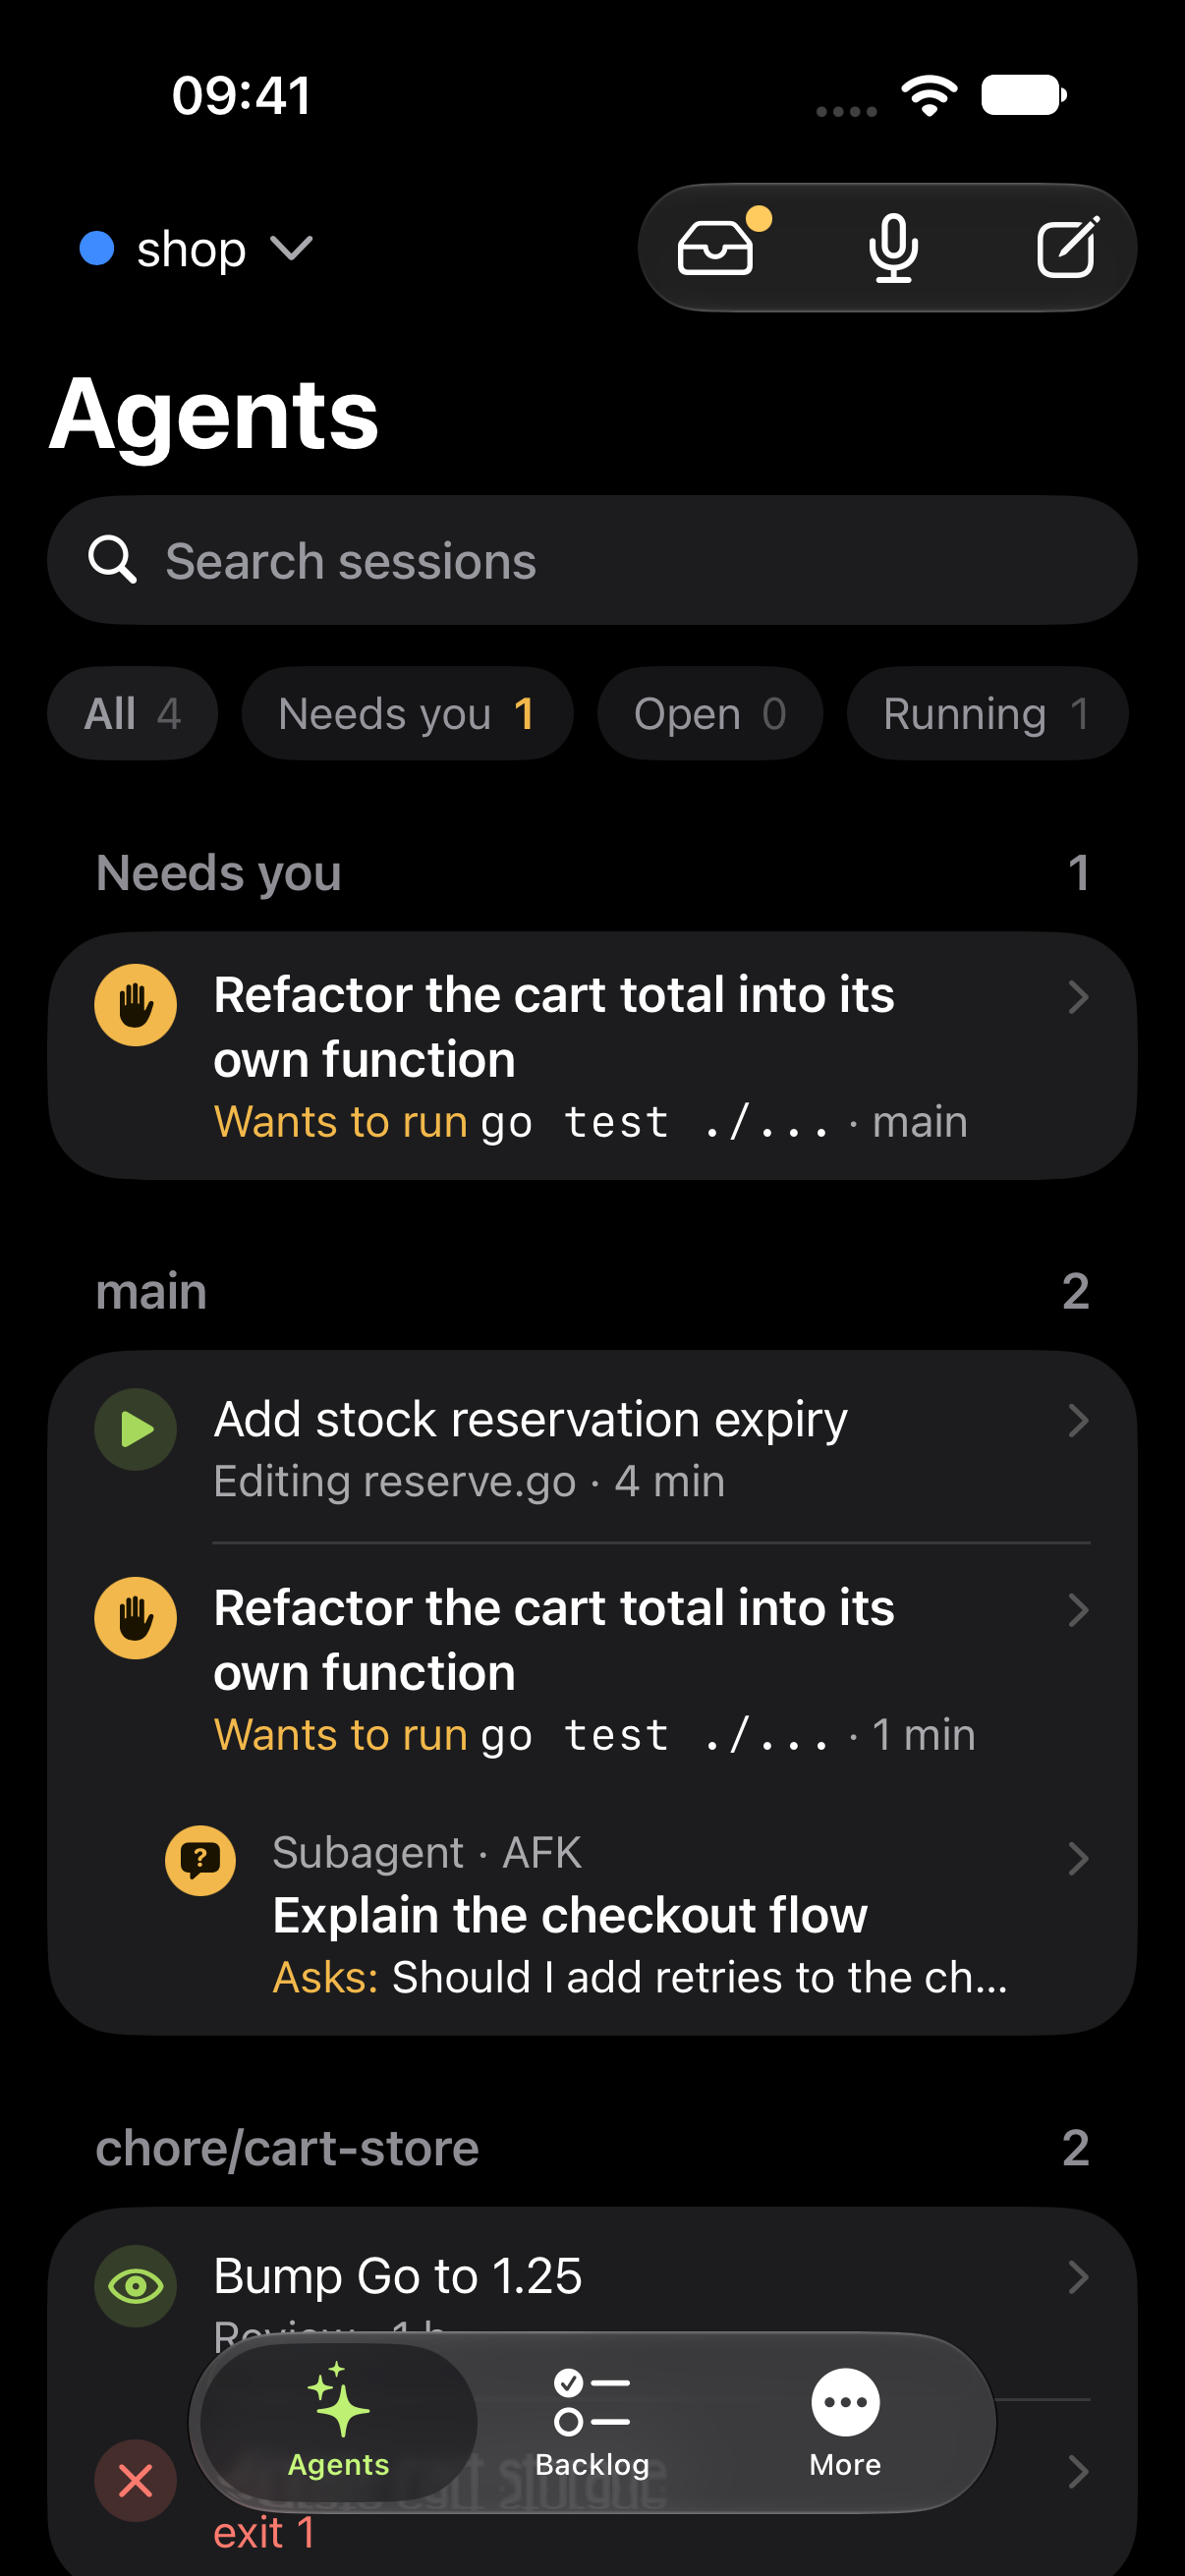 09:41
shop
Agents
Search sessions
All 4 Needs you 1 Open 0 Running 1
Needs you 1
Refactor the cart total into its
own function
Wants to run go test ./... · main
main 2
Add stock reservation expiry
Editing reserve.go · 4 min
Refactor the cart total into its
own function
Wants to run go test ./... · 1 min
Subagent · AFK
Explain the checkout flow
Asks: Should I add retries to the ch...
chore/cart-store 2
Bump Go to 1.25
Review · 1 h
Agents Backlog More
exit 1